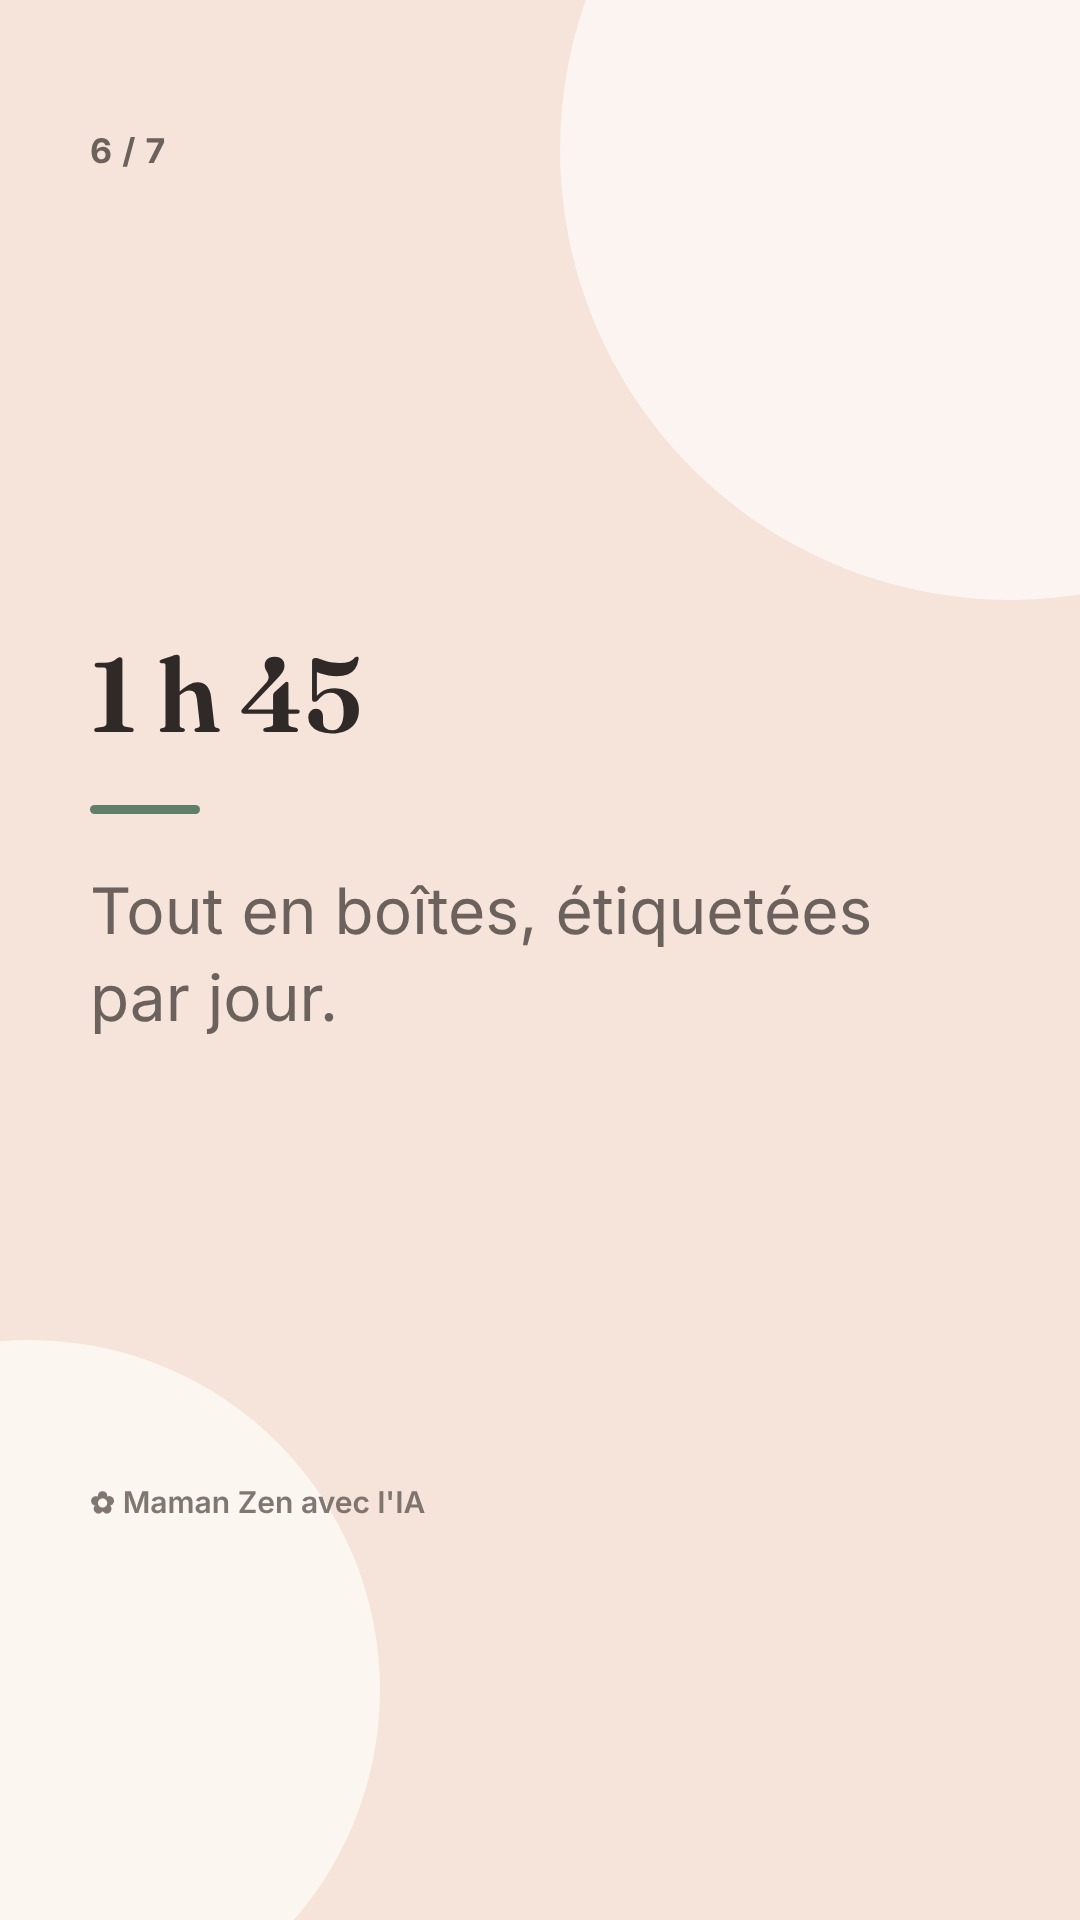 6 / 7
1 h 45
Tout en boîtes, étiquetées
par jour.
✿ Maman Zen avec l'IA